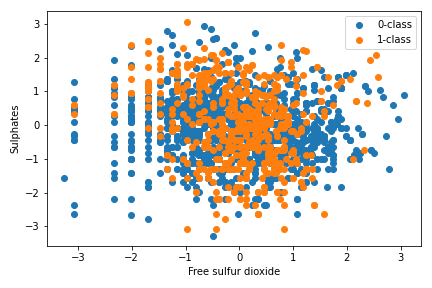 0-class
1-class
Sulphates
3
2
1
0
−1
−2
−3
−3 −2 −1 0 1 2 3
Free sulfur dioxide